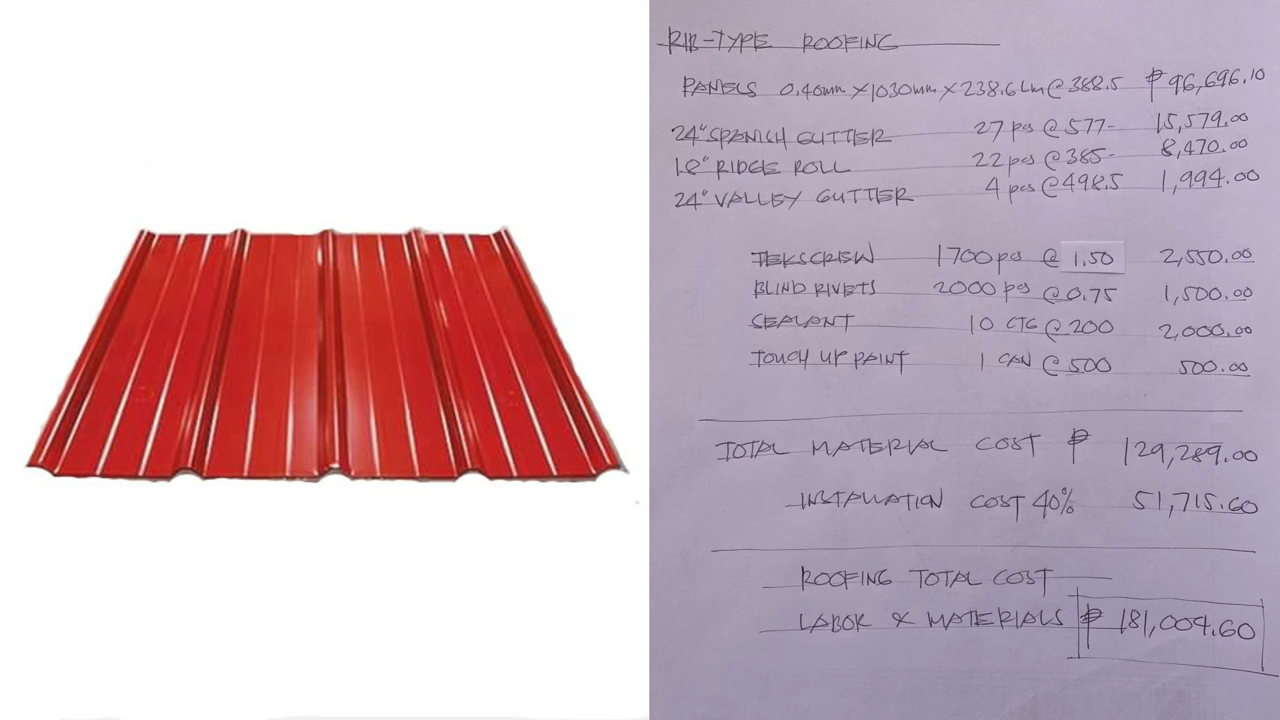 RIB-TYPE ROOFING
PANELS 0.40mm X 1030mm X 238.6 Lm @ 388.5 ₱ 96,696.10
24" SPANISH GUTTER 27 pcs @ 577- 15,579.00
18" RIDGE ROLL 22 pcs @ 385- 8,470.00
24" VALLEY GUTTER 4 pcs @ 498.5 1,994.00
TEKSCREW 1700 pcs @ 1.50 2,550.00
BLIND RIVETS 2000 pcs @ 0.75 1,500.00
SEALANT 10 CTG @ 200 2,000.00
TOUCH UP PAINT 1 CAN @ 500 500.00
TOTAL MATERIAL COST ₱ 129,289.00
INSTALLATION COST 40% 51,715.60
ROOFING TOTAL COST
LABOR & MATERIALS ₱ 181,004.60